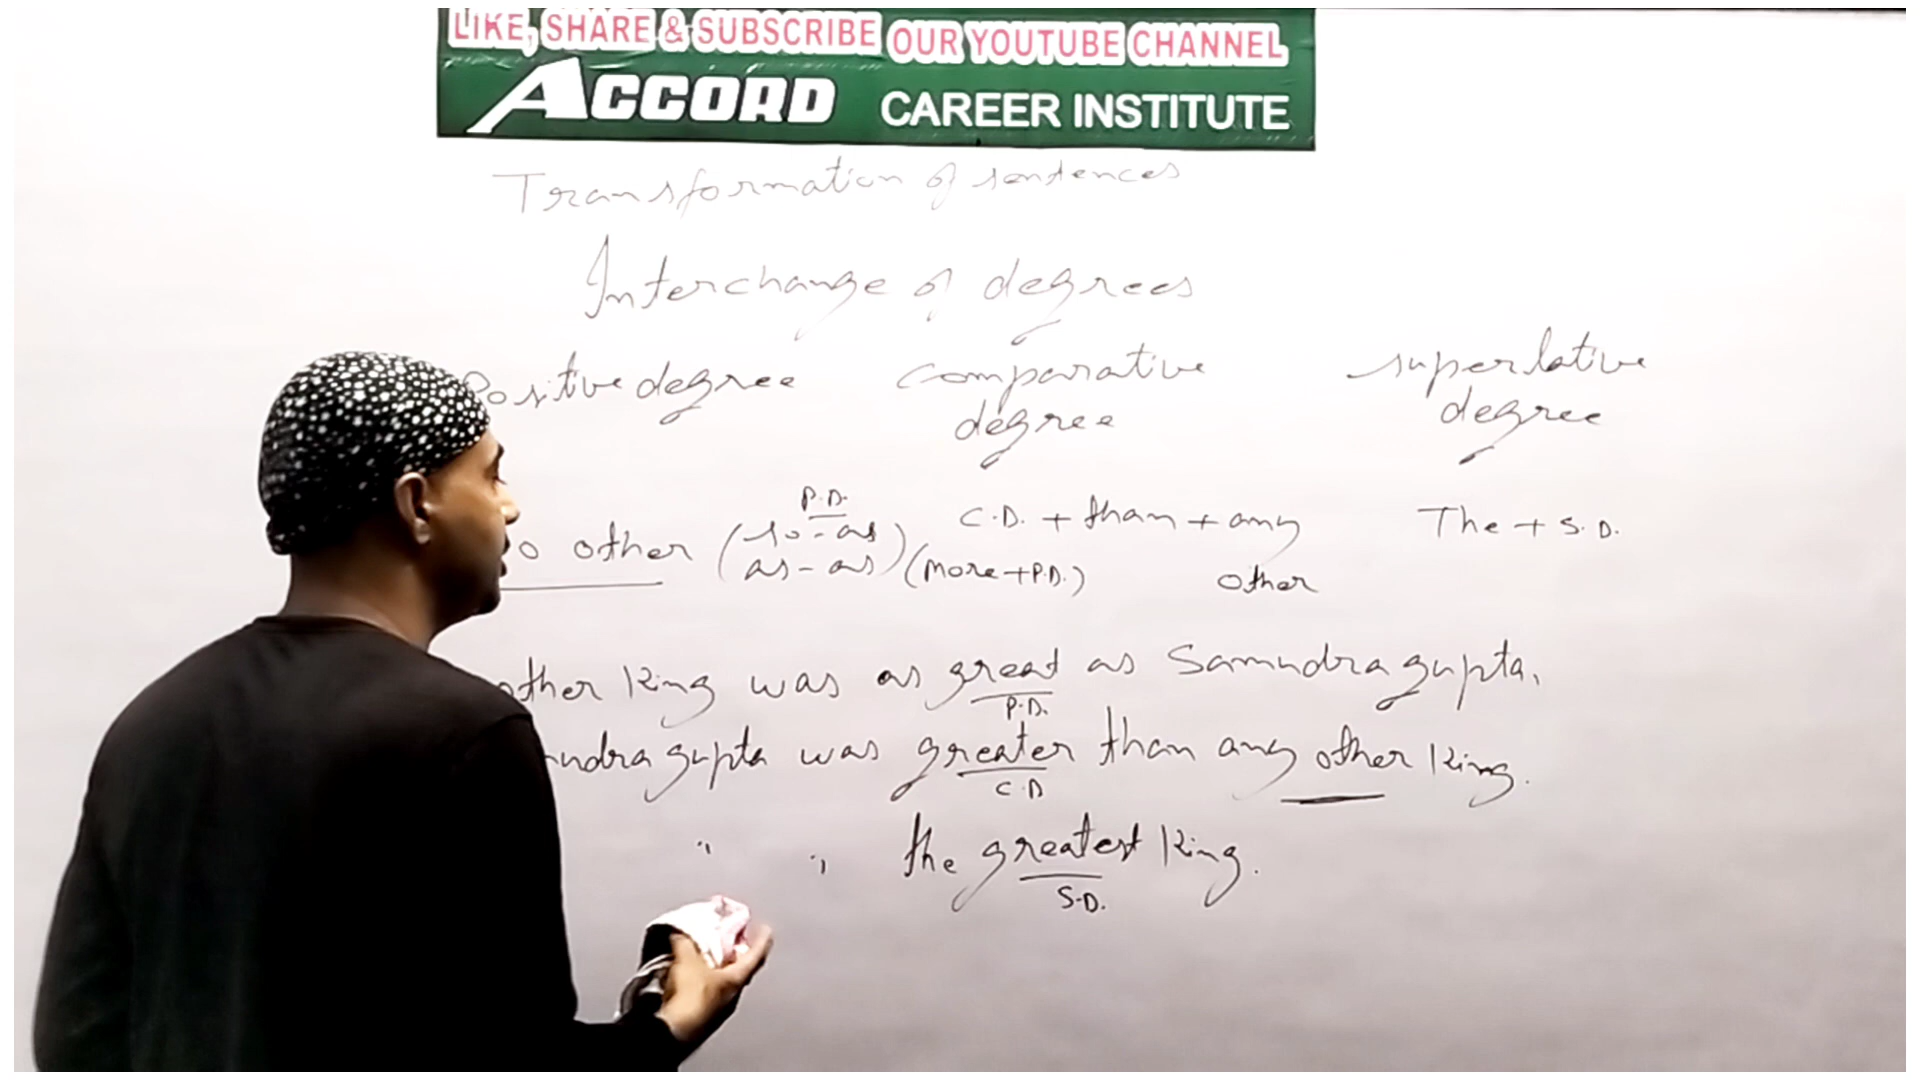 LIKE, SHARE & SUBSCRIBE OUR YOUTUBE CHANNEL
ACCORD CAREER INSTITUTE
Transformation of sentences
Interchange of degrees
Positive degree comparative degree superlative degree
P.D.
o other (so-as as-as) C.D. + than + any other (more+P.D.) The + S.D.
other king was as great as Samudragupta.
P.D.
udragupta was greater than any other king.
C.D
" " the greatest king.
S.D.